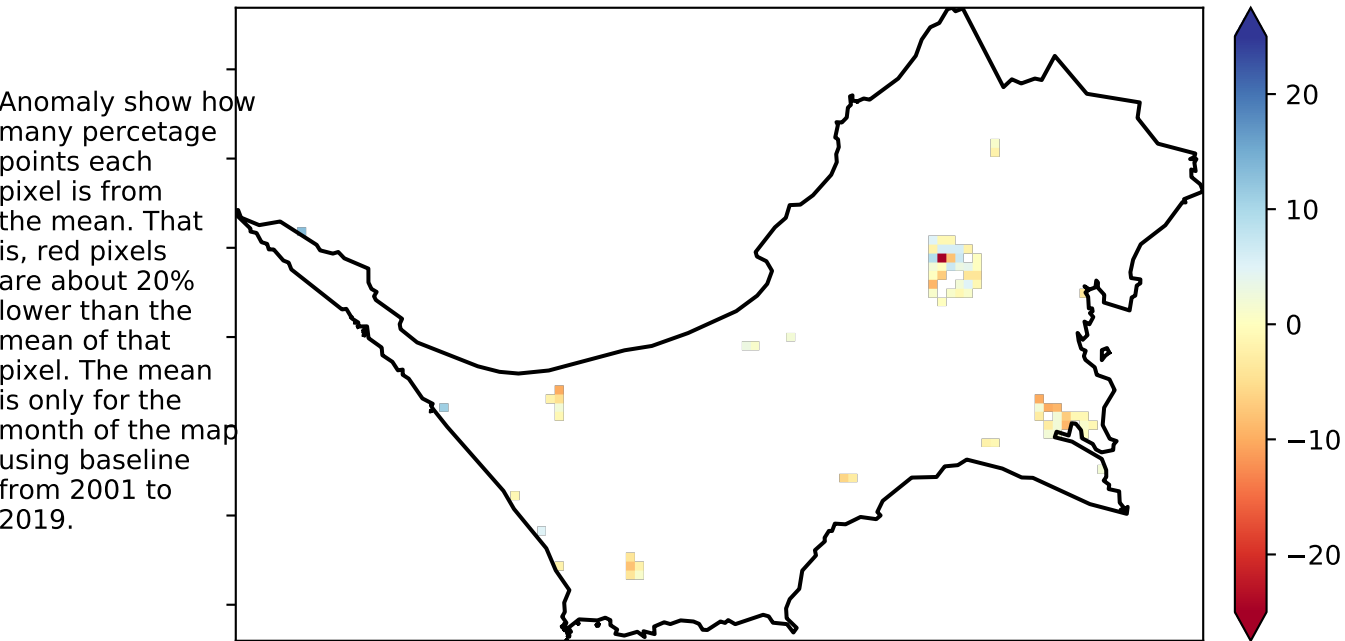 Anomaly show how
many percetage
points each
pixel is from
the mean. That
is, red pixels
are about 20%
lower than the
mean of that
pixel. The mean
is only for the
month of the map
using baseline
from 2001 to
2019.
20
10
0
−10
−20